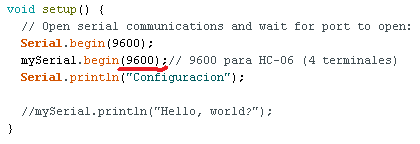 void setup() {
// Open serial communications and wait for port to open:
Serial.begin(9600);
mySerial.begin(9600);// 9600 para HC-06 (4 terminales)
Serial.println("Configuracion");
//mySerial.println("Hello, world?");
}